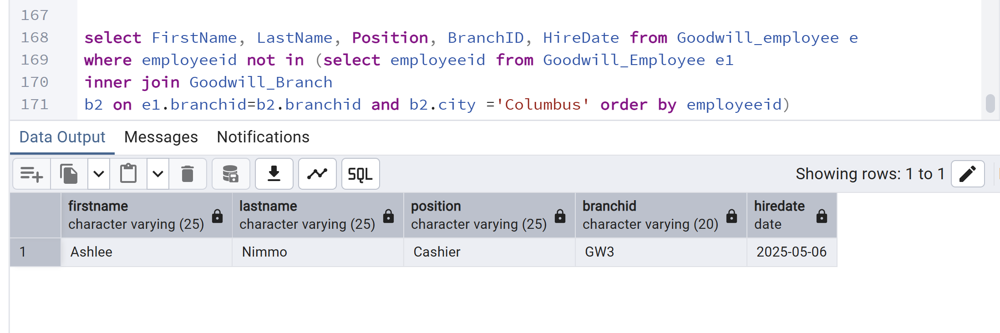 167
168 select FirstName, LastName, Position, BranchID, HireDate from Goodwill_employee e
169 where employeeid not in (select employeeid from Goodwill_Employee e1
170 inner join Goodwill_Branch
171 b2 on e1.branchid=b2.branchid and b2.city ='Columbus' order by employeeid)
Data Output Messages Notifications
SQL Showing rows: 1 to 1
firstname lastname position branchid hiredate
character varying (25) character varying (25) character varying (25) character varying (20) date
1 Ashlee Nimmo Cashier GW3 2025-05-06